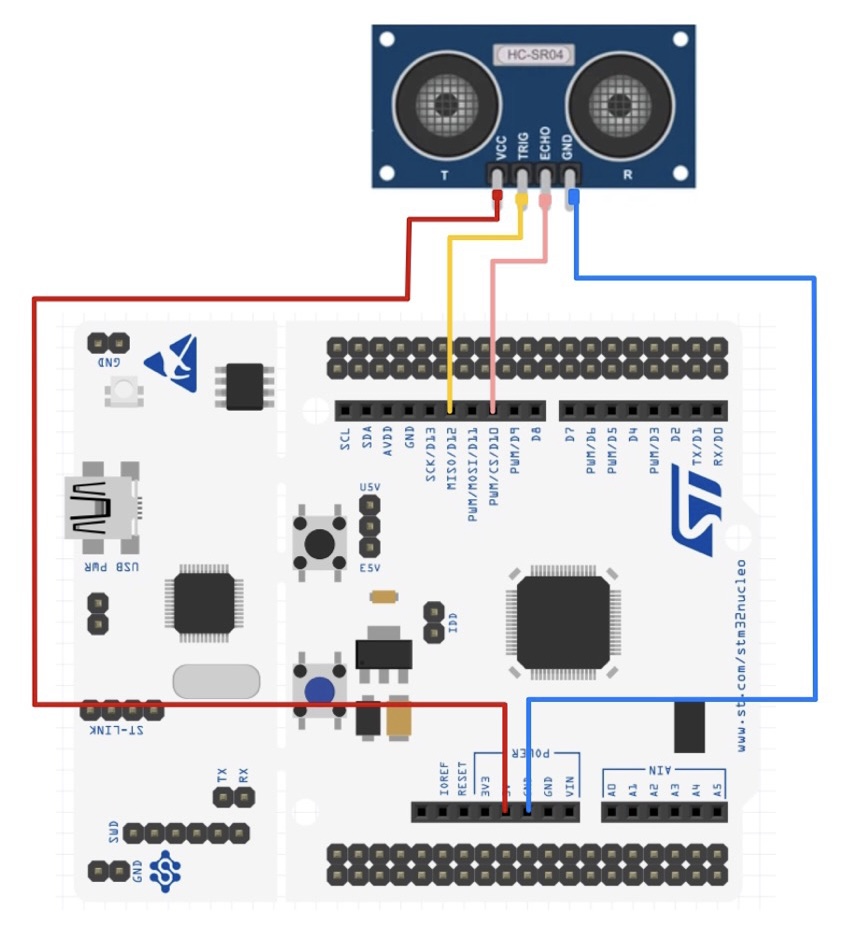 HC-SR04
VCC
TRIG
ECHO
GND
T
R
GND
SCL
SDA
AVDD
GND
SCK/D13
MISO/D12
PWM/MOSI/D11
PWM/CS/D10
PWM/D9
D8
D7
PWM/D6
PWM/D5
D4
PWM/D3
D2
TX/D1
RX/D0
U5V
E5V
USB PWR
IDD
ST
www.st.com/stm32nucleo
ST-LINK
TX
RX
SWD
GND
POWER
IOREF
RESET
3V3
GND
VIN
AIN
A0
A1
A2
A3
A4
A5